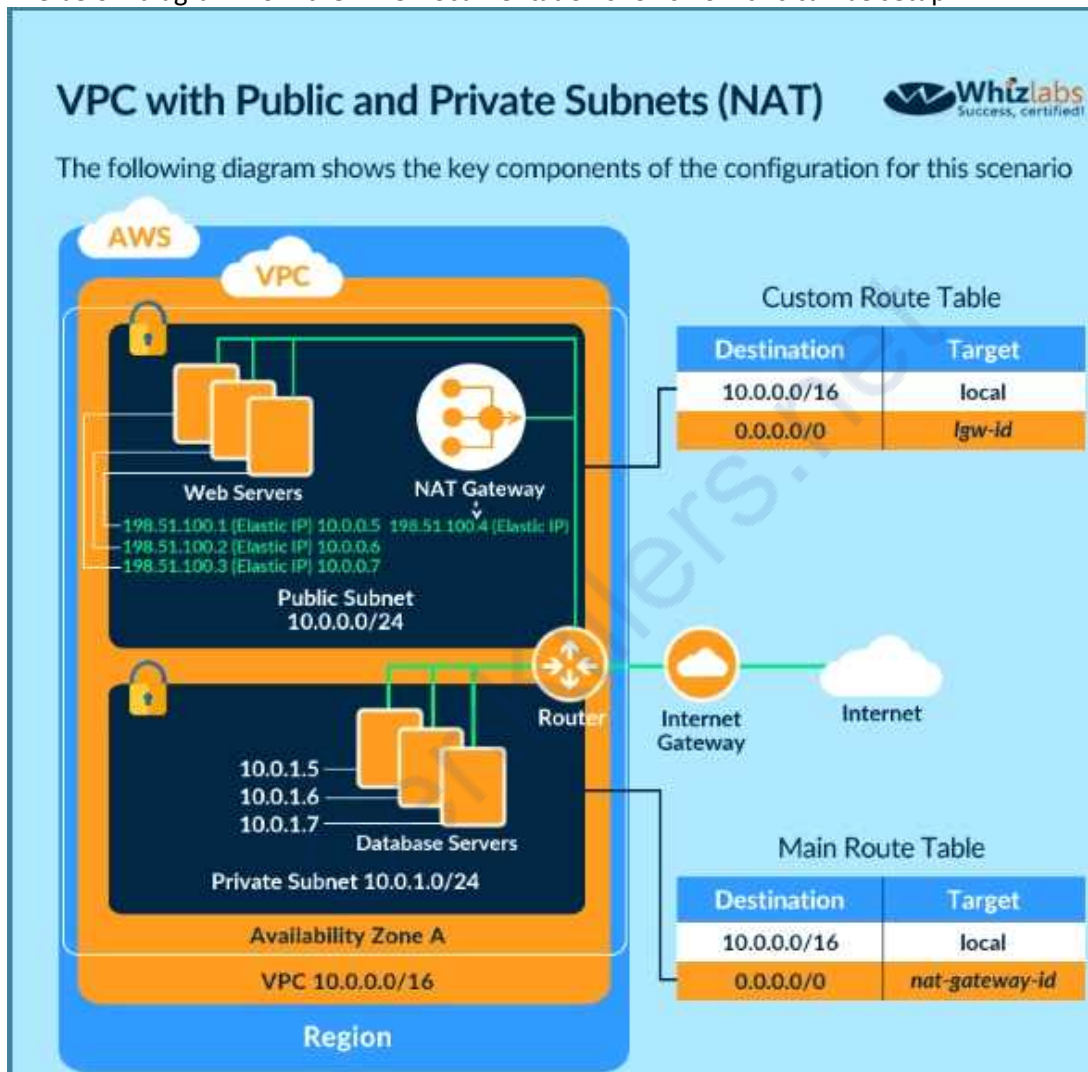 VPC with Public and Private Subnets (NAT)
Whizlabs
Success, certified!
The following diagram shows the key components of the configuration for this scenario
AWS
VPC
Custom Route Table
Destination Target
10.0.0.0/16 local
0.0.0.0/0 lgw-id
Web Servers
NAT Gateway
198.51.100.1 (Elastic IP) 10.0.0.5 198.51.100.4 (Elastic IP)
198.51.100.2 (Elastic IP) 10.0.0.6
198.51.100.3 (Elastic IP) 10.0.0.7
Public Subnet
10.0.0.0/24
Router
Internet
Gateway
Internet
10.0.1.5
10.0.1.6
10.0.1.7
Database Servers
Private Subnet 10.0.1.0/24
Main Route Table
Destination Target
10.0.0.0/16 local
0.0.0.0/0 nat-gateway-id
Availability Zone A
VPC 10.0.0.0/16
Region